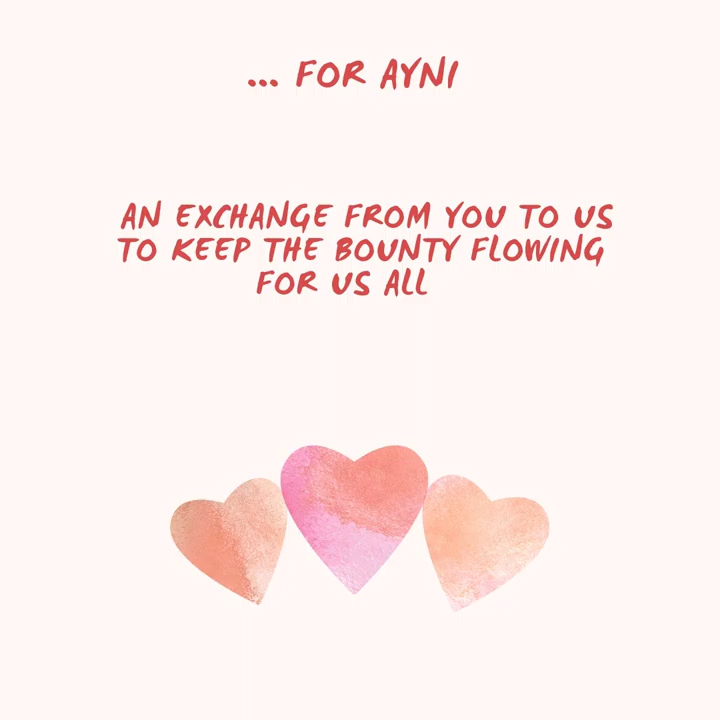 ... FOR AYNI
AN EXCHANGE FROM YOU TO US
TO KEEP THE BOUNTY FLOWING
FOR US ALL